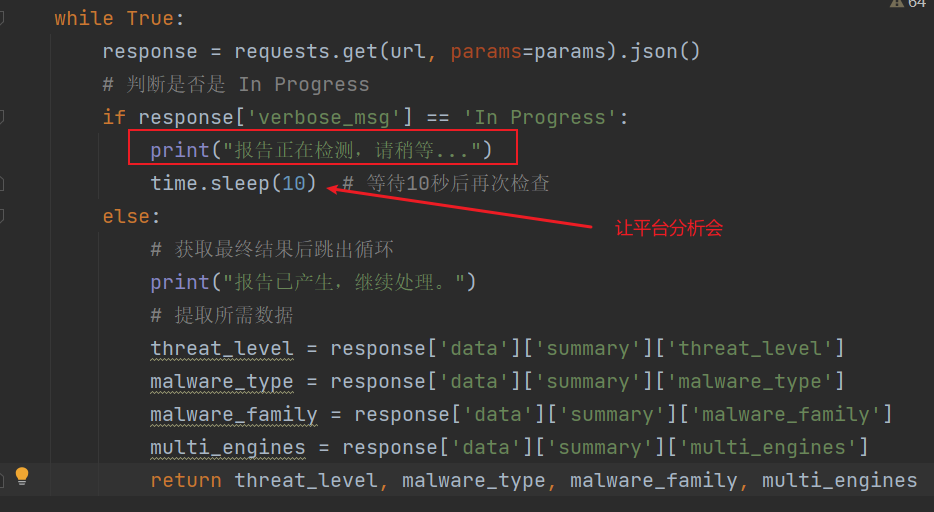 64
while True:
    response = requests.get(url, params=params).json()
    # 判断是否是 In Progress
    if response['verbose_msg'] == 'In Progress':
        print("报告正在检测，请稍等...")
        time.sleep(10)  # 等待10秒后再次检查
让平台分析会
    else:
        # 获取最终结果后跳出循环
        print("报告已产生，继续处理。")
        # 提取所需数据
        threat_level = response['data']['summary']['threat_level']
        malware_type = response['data']['summary']['malware_type']
        malware_family = response['data']['summary']['malware_family']
        multi_engines = response['data']['summary']['multi_engines']
        return threat_level, malware_type, malware_family, multi_engines